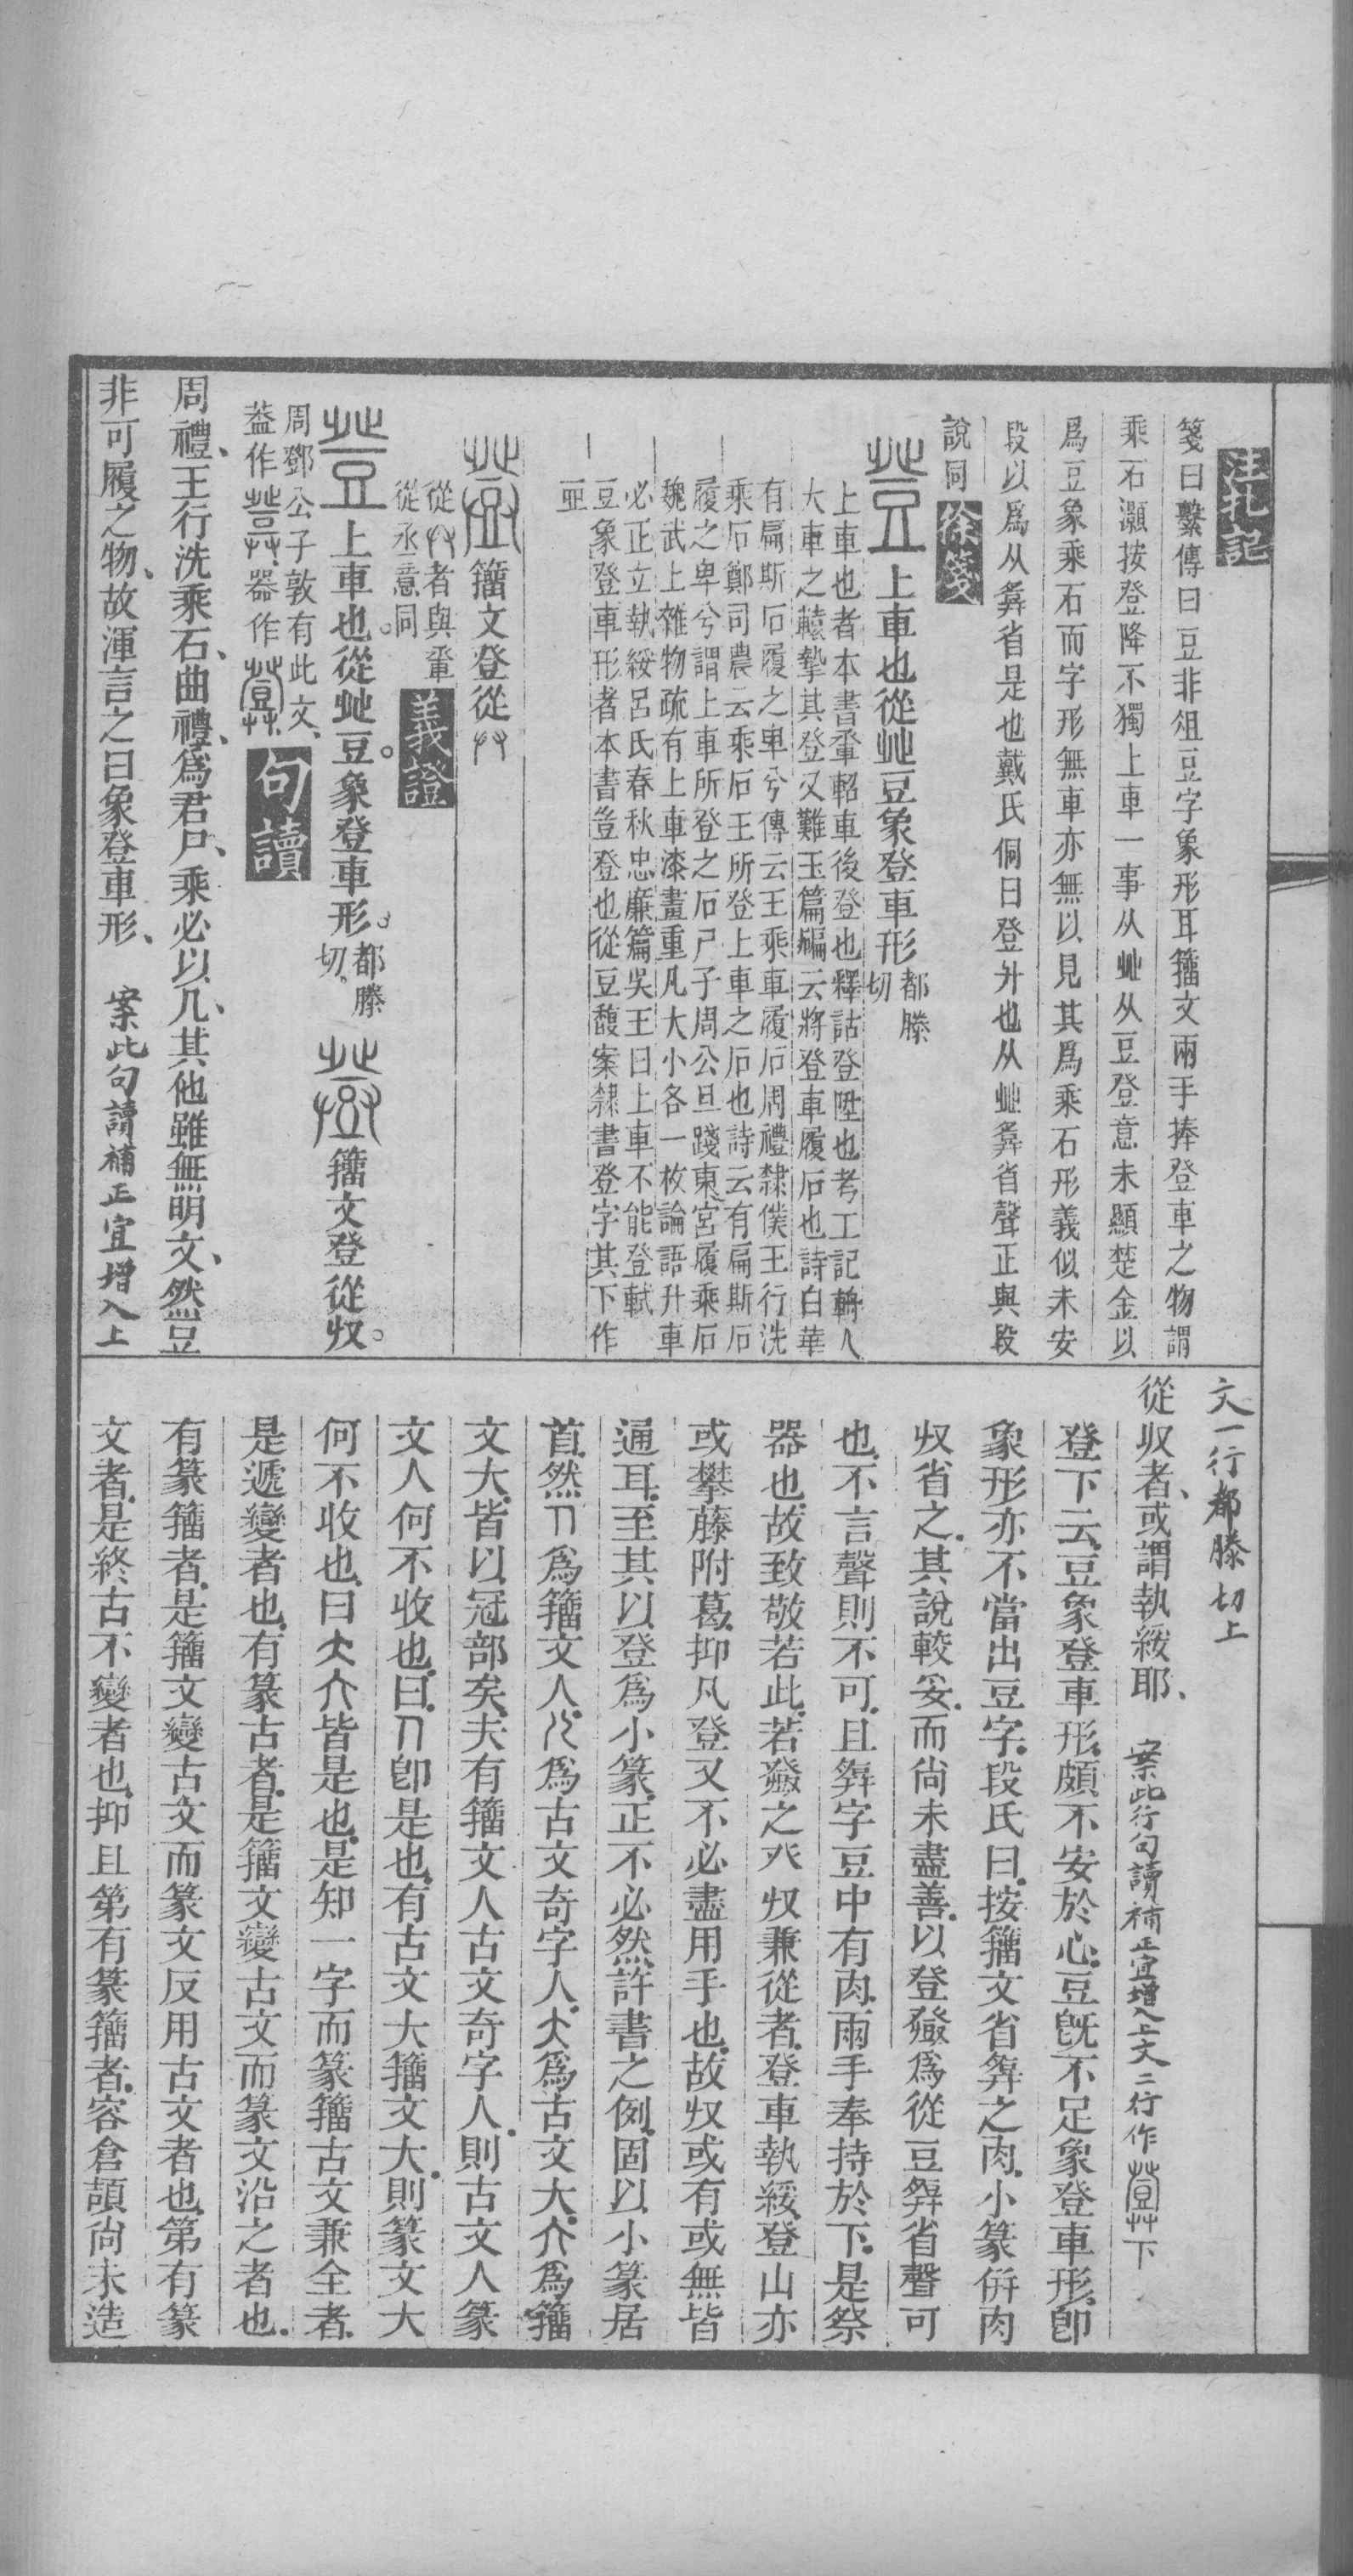 注札記
箋曰繫傳曰豆非俎豆字象形耳籒文兩手捧登車之物謂
乘石灝按登降不獨上車一事从癶从豆登意未顯楚金以
爲豆象乘石而字形無車亦無以見其爲乘石形義似未安
段以爲从𢍪省是也戴氏侗曰登升也从癶𢍪省聲正與段
說同 徐箋
上車也從癶豆象登車形都滕切
上車也者本書𨋎軺車後登也釋詁登陞也考工記輈人
大車之轅摯其登又難玉篇碥云將登車履石也詩白華
有扁斯石履之卑兮傳云王乘車履石周禮隸僕王行洗
乘石鄭司農云乘石王所登上車之石也詩云有扁斯石
履之卑兮謂上車所登之石尸子周公旦踐東宮履乘石
魏武上雜物疏有上車漆畫重几大小各一枚論語升車
必正立執綏呂氏春秋忠廉篇吳王曰上車不能登軾
豆象登車形者本書豋登也從豆馥案隸書登字其下作
籒文登從𠬞
從𠬞者與𨋎
從丞意同 義證
上車也從癶豆象登車形都滕切 籒文登從𠬞
周鄧公子敦有此文
葢作 器作 句讀
周禮王行洗乘石曲禮爲君尸乘必以几其他雖無明文然豆
非可履之物故渾言之曰象登車形 案此句讀補正宜增入上
文一行都滕切上
從𠬞者或謂執綏耶 案此行句讀補正宜增入上文二行作 下
登下云豆象登車形頗不安於心豆旣不足象登車形卽
象形亦不當出豆字段氏曰按籒文省𢍪之肉小篆倂肉
𠬞省之其說較妥而尙未盡善以登發爲從豆𢍪省聲可
也不言聲則不可且𢍪字豆中有肉兩手奉持於下是祭
器也故致敬若此若發之癶𠬞兼從者登車執綏登山亦
或攀藤附葛抑凡登又不必盡用手也故𠬞或有或無皆
通耳至其以登爲小篆正不必然許書之例固以小篆居
首然𠆢爲籒文人儿爲古文奇字人大爲古文大亣爲籒
文大皆以冠部矣夫有籒文人古文奇字人則古文人篆
文人何不收也曰𠆢卽是也有古文大籒文大則篆文大
何不收也曰大亣皆是也是知一字而篆籒古文兼全者
是遞變者也有篆古者是籒文變古文而篆文沿之者也
有篆籒者是籒文變古文而篆文反用古文者也第有篆
文者是終古不變者也抑且第有篆籒者容倉頡尙未造